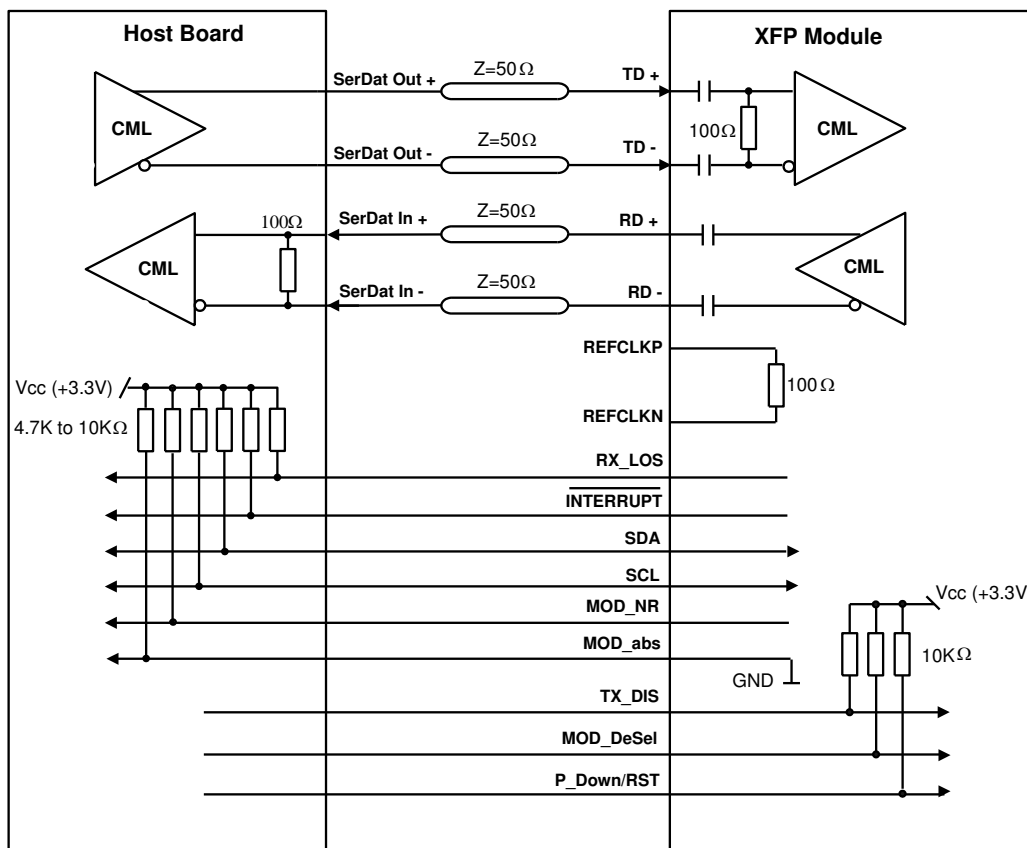 Host Board
XFP Module
SerDat Out +
Z=50Ω
TD +
CML
100Ω
CML
SerDat Out -
Z=50Ω
TD -
SerDat In +
Z=50Ω
RD +
100Ω
CML
CML
SerDat In -
Z=50Ω
RD -
REFCLKP
100Ω
REFCLKN
Vcc (+3.3V)
4.7K to 10KΩ
RX_LOS
INTERRUPT
SDA
SCL
MOD_NR
MOD_abs
GND
Vcc (+3.3V
10KΩ
TX_DIS
MOD_DeSel
P_Down/RST